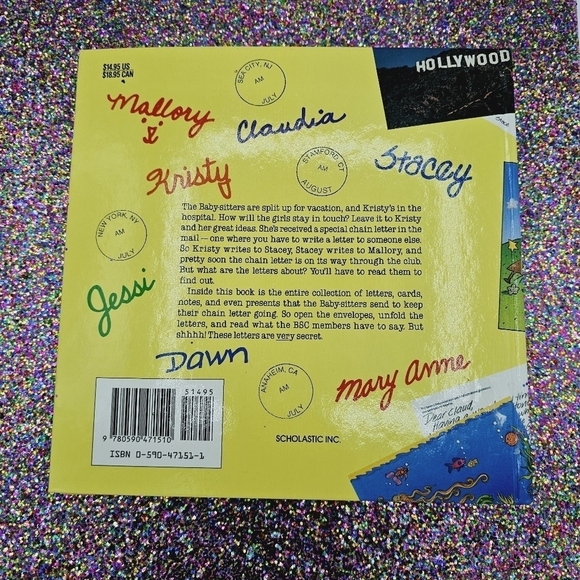 $14.95 US
$18.95 CAN
SEA CITY, NJ
AM
JULY
HOLLYWOOD
Mallory
Claudia
Kristy
STAMFORD, CT
AM
AUGUST
Stacey
The Baby-sitters are split up for vacation, and Kristy's in the
hospital. How will the girls stay in touch? Leave it to Kristy
and her great ideas. She's received a special chain letter in the
mail — one where you have to write a letter to someone else.
So Kristy writes to Stacey, Stacey writes to Mallory, and
pretty soon the chain letter is on its way through the club.
But what are the letters about? You'll have to read them to
find out.
Inside this book is the entire collection of letters, cards,
notes, and even presents that the Baby-sitters send to keep
their chain letter going. So open the envelopes, unfold the
letters, and read what the BSC members have to say. But
shhhh! These letters are very secret.
NEW YORK, NY
AM
JULY
Jessi
Dawn
ANAHEIM, CA
AM
JULY
Mary Anne
Dear Claud,
Having a
51495
9 780590 471510
ISBN 0-590-47151-1
SCHOLASTIC INC.